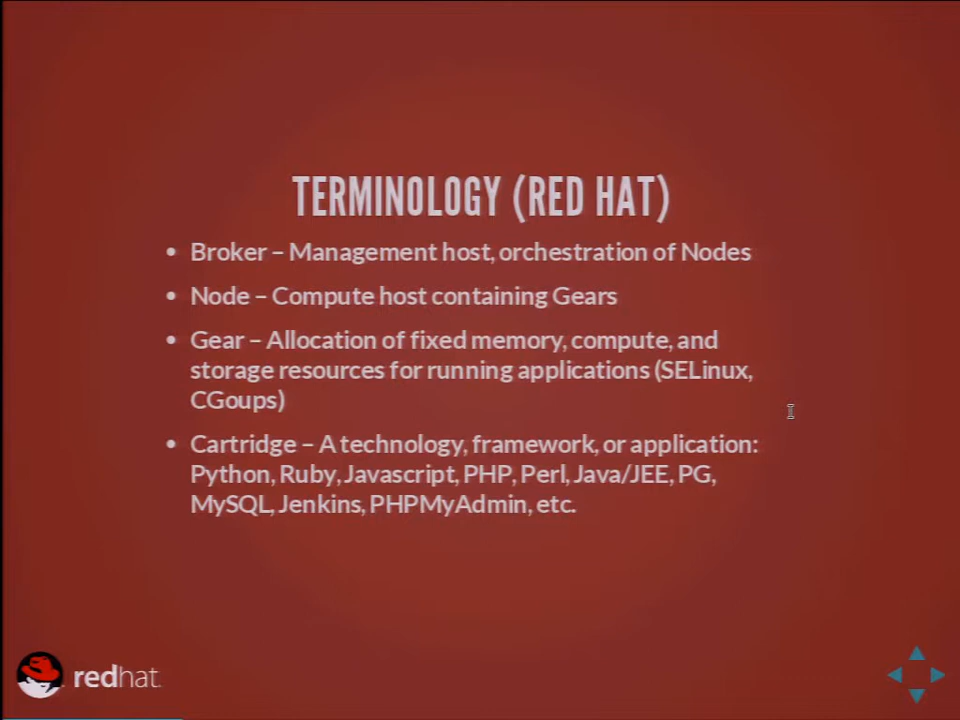 TERMINOLOGY (RED HAT)
• Broker – Management host, orchestration of Nodes
• Node – Compute host containing Gears
• Gear – Allocation of fixed memory, compute, and
storage resources for running applications (SELinux,
CGoups)
• Cartridge – A technology, framework, or application:
Python, Ruby, Javascript, PHP, Perl, Java/JEE, PG,
MySQL, Jenkins, PHPMyAdmin, etc.
redhat.